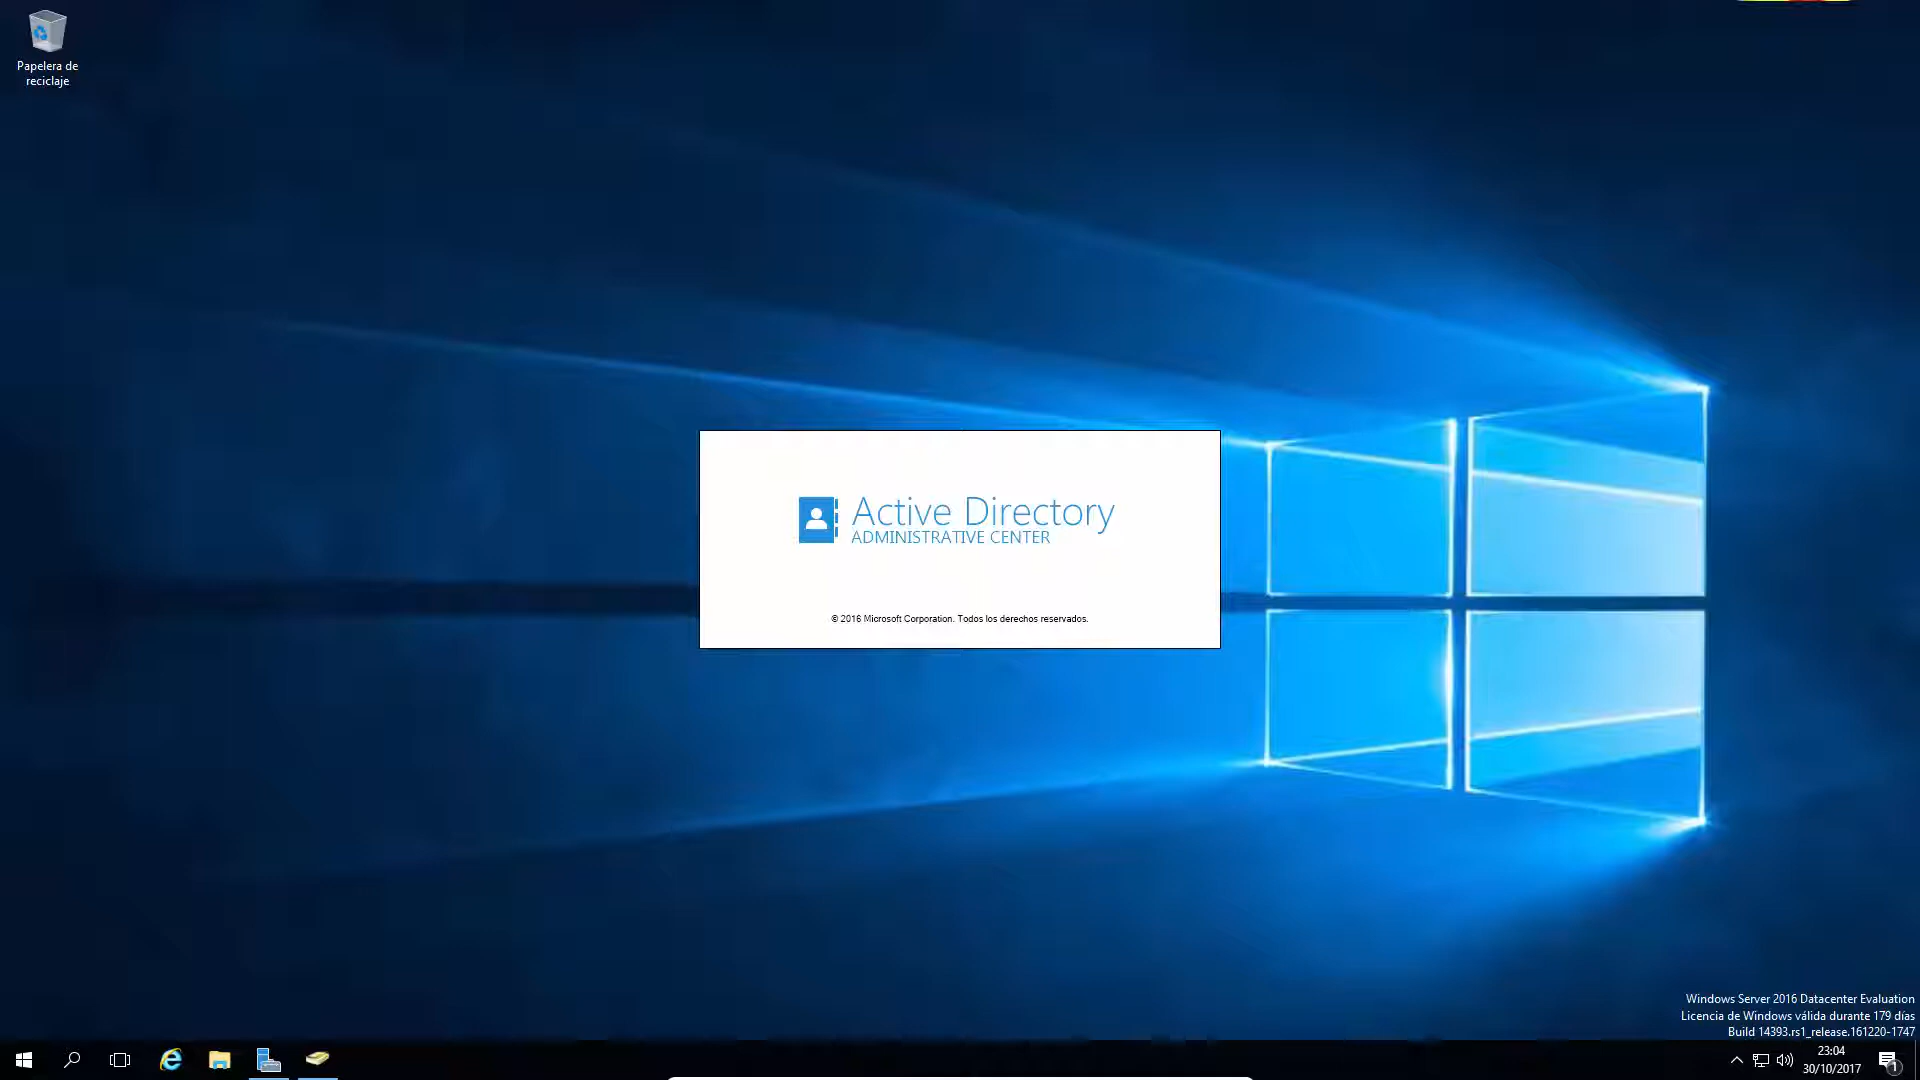 Papelera de
reciclaje
Active Directory
ADMINISTRATIVE CENTER
© 2016 Microsoft Corporation. Todos los derechos reservados.
Windows Server 2016 Datacenter Evaluation
Licencia de Windows válida durante 179 días
Build 14393.rs1_release.161220-1747
23:04
30/10/2017
1